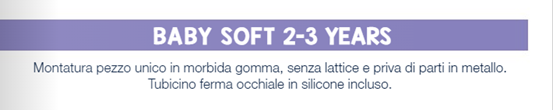 BABY SOFT 2-3 YEARS
Montatura pezzo unico in morbida gomma, senza lattice e priva di parti in metallo.
Tubicino ferma occhiale in silicone incluso.